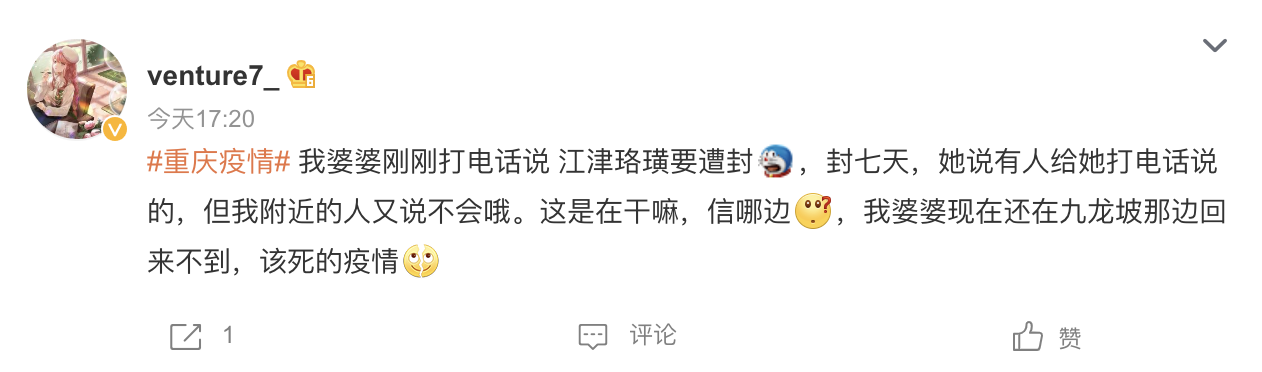 venture7_
今天17:20
#重庆疫情# 我婆婆刚刚打电话说 江津珞璜要遭封，封七天，她说有人给她打电话说
的，但我附近的人又说不会哦。这是在干嘛，信哪边，我婆婆现在还在九龙坡那边回
来不到，该死的疫情
1 评论 赞